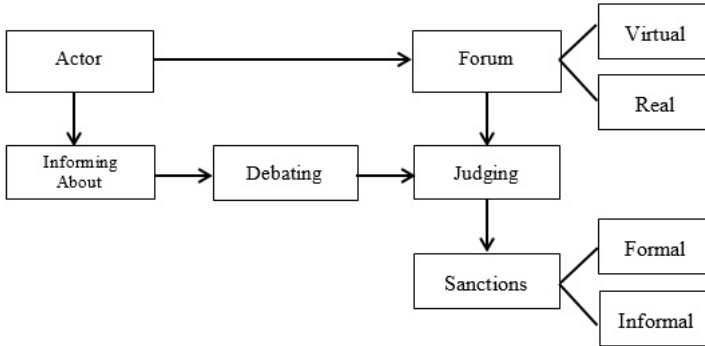 Virtual
Actor
Forum
Real
Informing
About
Debating
Judging
Formal
Sanctions
Informal